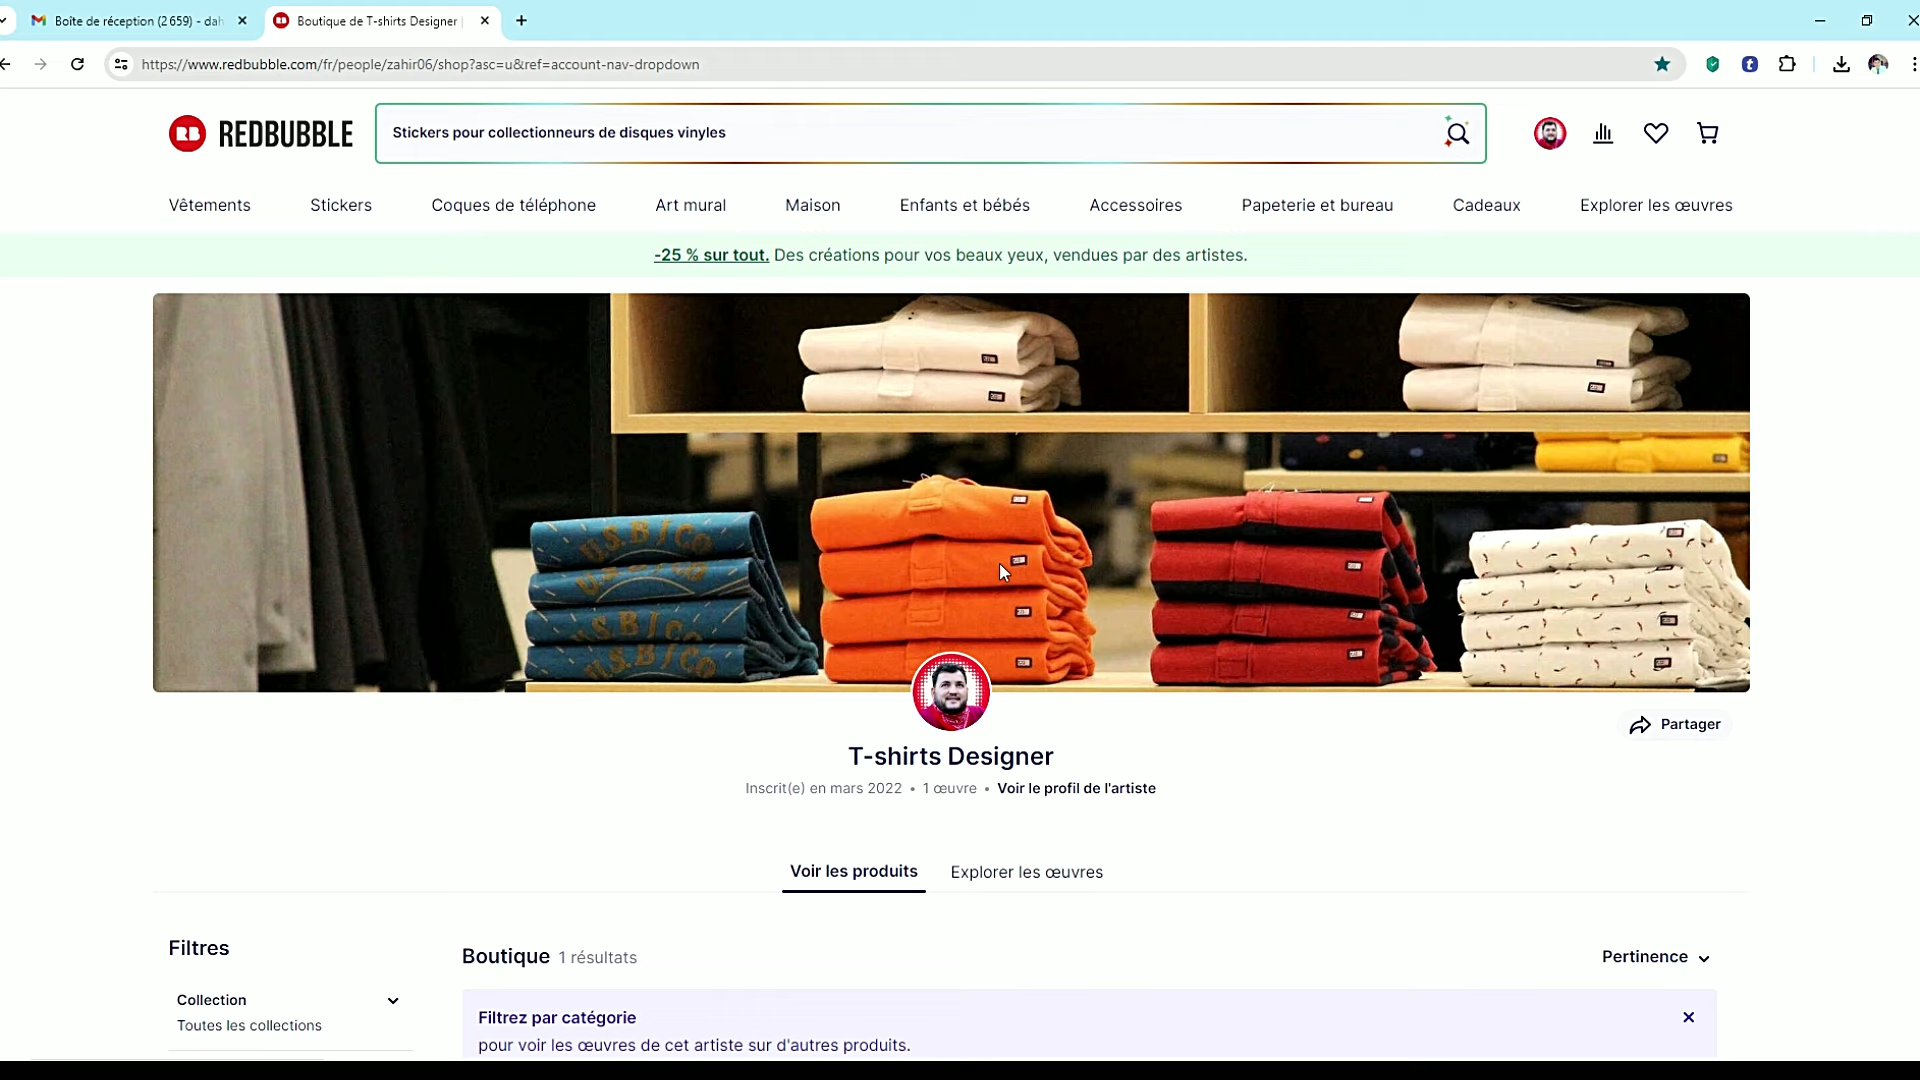 Boîte de réception (2 659) - dah
Boutique de T-shirts Designer |
https://www.redbubble.com/fr/people/zahir06/shop?asc=u&ref=account-nav-dropdown
RB REDBUBBLE
Stickers pour collectionneurs de disques vinyles
Vêtements Stickers Coques de téléphone Art mural Maison Enfants et bébés Accessoires Papeterie et bureau Cadeaux Explorer les œuvres
-25 % sur tout. Des créations pour vos beaux yeux, vendues par des artistes.
Partager
T-shirts Designer
Inscrit(e) en mars 2022 • 1 œuvre • Voir le profil de l'artiste
Voir les produits Explorer les œuvres
Filtres
Boutique 1 résultats
Pertinence
Collection
Toutes les collections
Filtrez par catégorie
pour voir les œuvres de cet artiste sur d'autres produits.